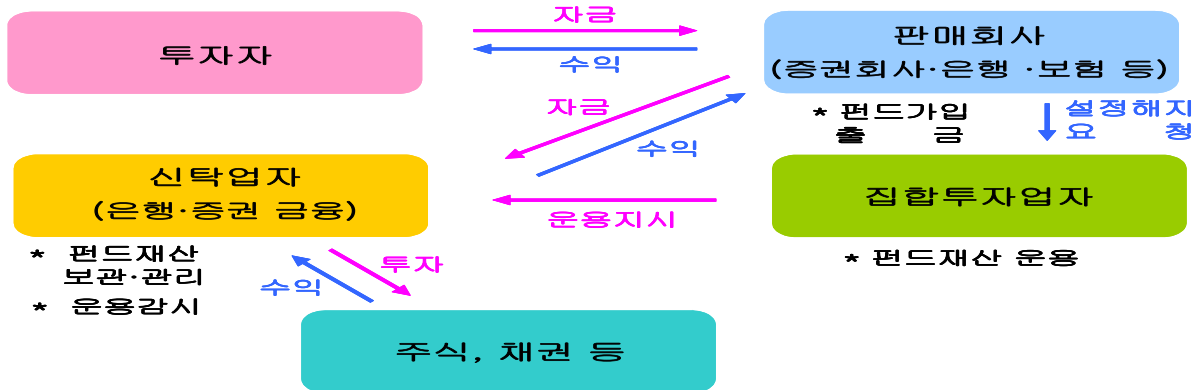 투자자
자금
수익
판매회사
(증권회사·은행 ·보험 등)
자금
수익
* 펀드가입
출 금
설정해지
요 청
신탁업자
(은행·증권 금융)
운용지시
집합투자업자
* 펀드재산
보관·관리
* 운용감시
수익
투자
* 펀드재산 운용
주식, 채권 등